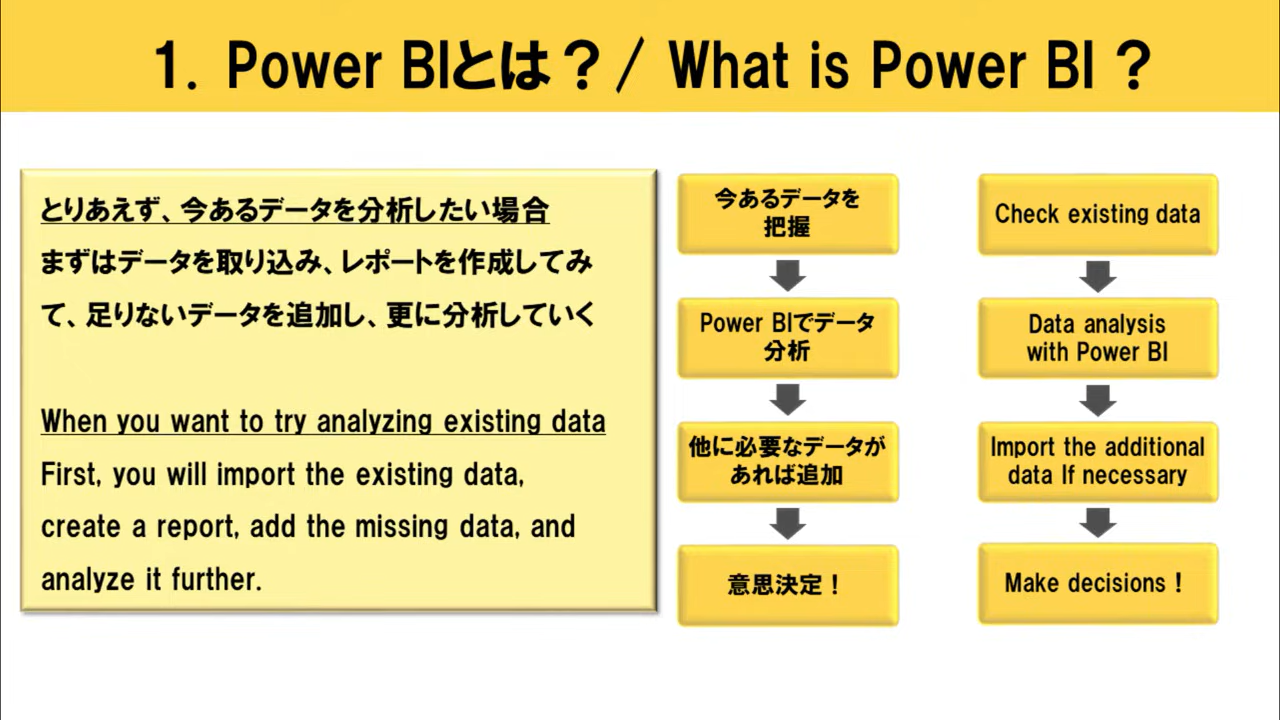 1. Power BIとは？/ What is Power BI ?
とりあえず、今あるデータを分析したい場合
まずはデータを取り込み、レポートを作成してみ
て、足りないデータを追加し、更に分析していく
When you want to try analyzing existing data
First, you will import the existing data,
create a report, add the missing data, and
analyze it further.
今あるデータを
把握
Power BIでデータ
分析
他に必要なデータが
あれば追加
意思決定！
Check existing data
Data analysis
with Power BI
Import the additional
data If necessary
Make decisions！